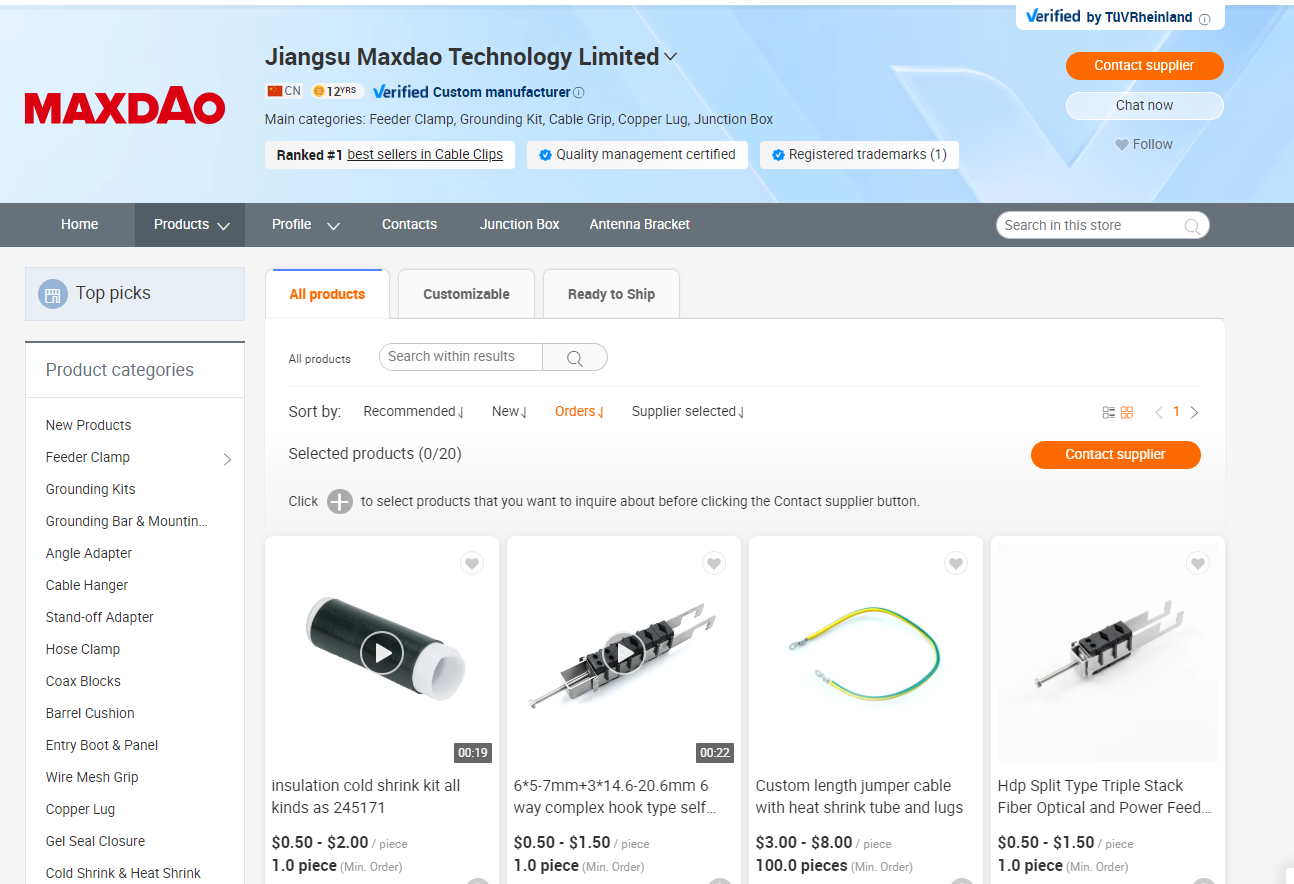 Verified by TüVRheinland
Jiangsu Maxdao Technology Limited
Contact supplier
MAXDAO
CN 12YRS Verified Custom manufacturer
Chat now
Main categories: Feeder Clamp, Grounding Kit, Cable Grip, Copper Lug, Junction Box
Follow
Ranked #1 best sellers in Cable Clips
Quality management certified
Registered trademarks (1)
Home
Products
Profile
Contacts
Junction Box
Antenna Bracket
Search in this store
Top picks
Product categories
New Products
Feeder Clamp
Grounding Kits
Grounding Bar & Mountin...
Angle Adapter
Cable Hanger
Stand-off Adapter
Hose Clamp
Coax Blocks
Barrel Cushion
Entry Boot & Panel
Wire Mesh Grip
Copper Lug
Gel Seal Closure
Cold Shrink & Heat Shrink
All products
Customizable
Ready to Ship
All products
Search within results
Sort by:
Recommended
New
Orders
Supplier selected
1
Selected products (0/20)
Contact supplier
Click to select products that you want to inquire about before clicking the Contact supplier button.
00:19
insulation cold shrink kit all
kinds as 245171
$0.50 - $2.00 / piece
1.0 piece (Min. Order)
00:22
6*5-7mm+3*14.6-20.6mm 6
way complex hook type self...
$0.50 - $1.50 / piece
1.0 piece (Min. Order)
Custom length jumper cable
with heat shrink tube and lugs
$3.00 - $8.00 / piece
100.0 pieces (Min. Order)
Hdp Split Type Triple Stack
Fiber Optical and Power Feed...
$0.50 - $1.50 / piece
1.0 piece (Min. Order)